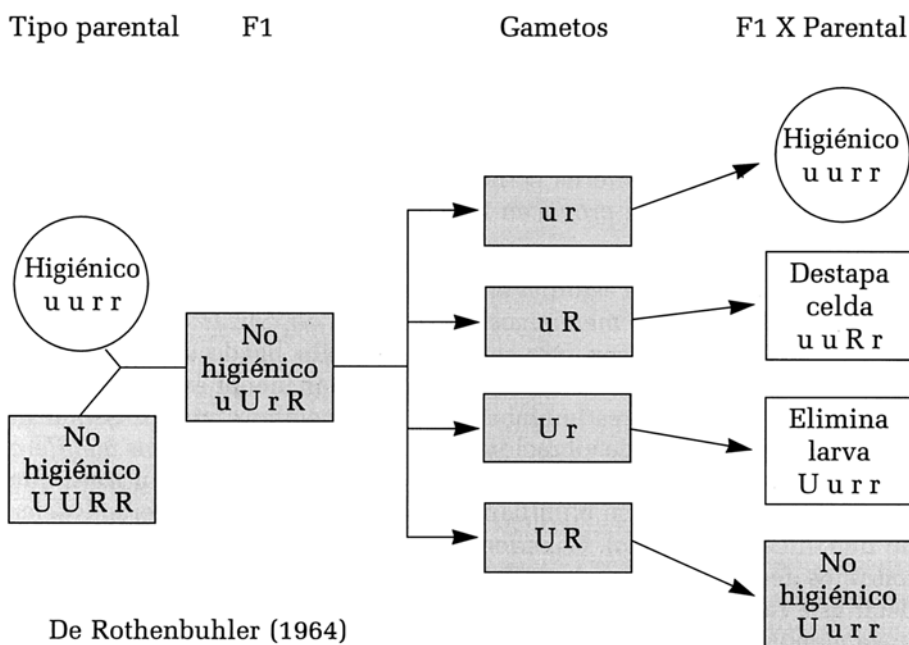 Tipo parental F1 Gametos F1 X Parental
Higiénico
u u r r
No
higiénico
U U R R
No
higiénico
u U r R
u r
u R
U r
U R
Higiénico
u u r r
Destapa
celda
u u R r
Elimina
larva
U u r r
No
higiénico
U u r r
De Rothenbuhler (1964)